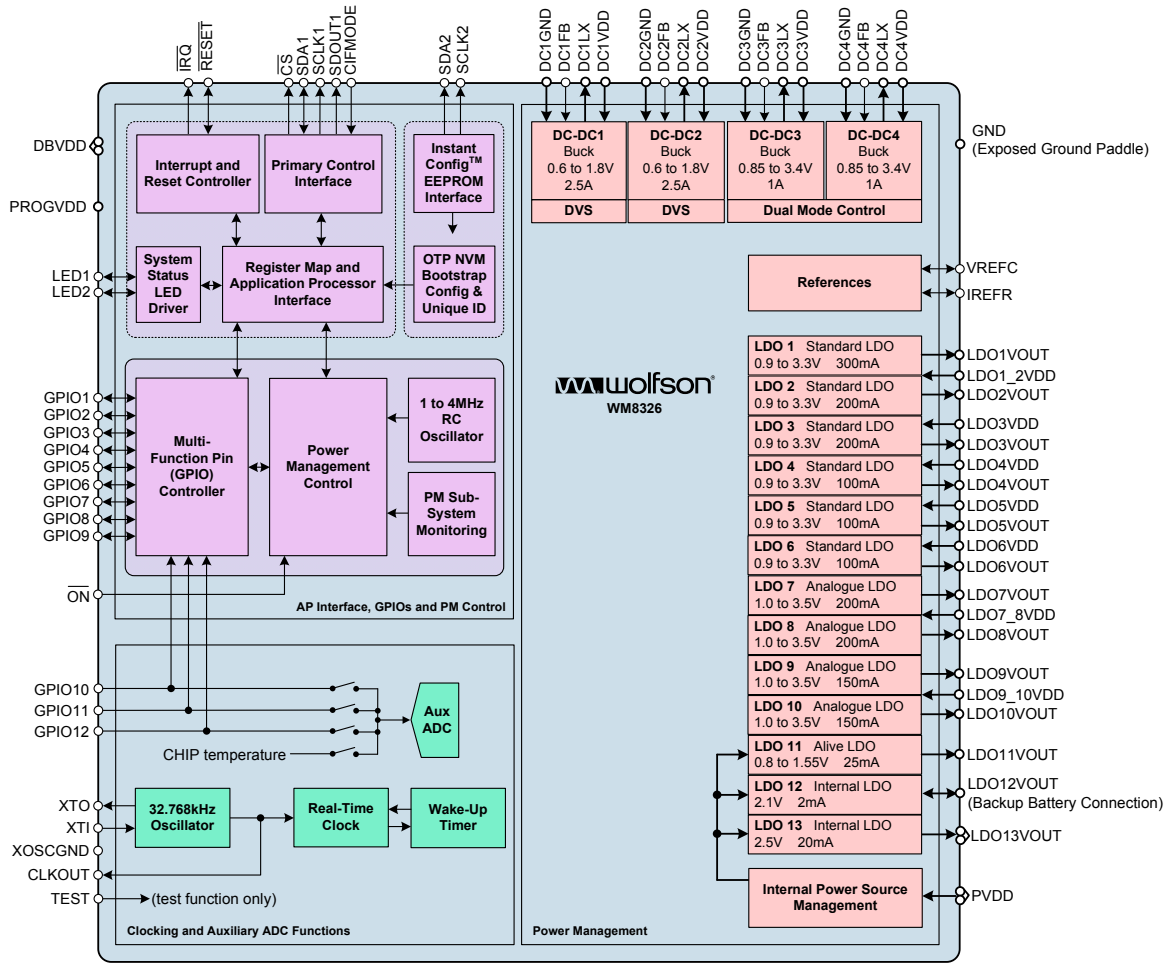 IRQ
RESET
CS
SDA1
SCLK1
SDOUT1
CIFMODE
SDA2
SCLK2
DC1GND
DC1FB
DC1LX
DC1VDD
DC2GND
DC2FB
DC2LX
DC2VDD
DC3GND
DC3FB
DC3LX
DC3VDD
DC4GND
DC4FB
DC4LX
DC4VDD
DBVDD
PROGVDD
LED1
LED2
GPIO1
GPIO2
GPIO3
GPIO4
GPIO5
GPIO6
GPIO7
GPIO8
GPIO9
ON
GPIO10
GPIO11
GPIO12
XTO
XTI
XOSCGND
CLKOUT
TEST
Interrupt and
Reset Controller
Primary Control
Interface
Instant
Config™
EEPROM
Interface
System
Status
LED
Driver
Register Map and
Application Processor
Interface
OTP NVM
Bootstrap
Config &
Unique ID
Multi-
Function Pin
(GPIO)
Controller
Power
Management
Control
1 to 4MHz
RC
Oscillator
PM Sub-
System
Monitoring
AP Interface, GPIOs and PM Control
CHIP temperature
Aux
ADC
32.768kHz
Oscillator
Real-Time
Clock
Wake-Up
Timer
(test function only)
Clocking and Auxiliary ADC Functions
DC-DC1
Buck
0.6 to 1.8V
2.5A
DVS
DC-DC2
Buck
0.6 to 1.8V
2.5A
DVS
DC-DC3
Buck
0.85 to 3.4V
1A
DC-DC4
Buck
0.85 to 3.4V
1A
Dual Mode Control
References
wolfson
WM8326
LDO 1 Standard LDO
0.9 to 3.3V 300mA
LDO 2 Standard LDO
0.9 to 3.3V 200mA
LDO 3 Standard LDO
0.9 to 3.3V 200mA
LDO 4 Standard LDO
0.9 to 3.3V 100mA
LDO 5 Standard LDO
0.9 to 3.3V 100mA
LDO 6 Standard LDO
0.9 to 3.3V 100mA
LDO 7 Analogue LDO
1.0 to 3.5V 200mA
LDO 8 Analogue LDO
1.0 to 3.5V 200mA
LDO 9 Analogue LDO
1.0 to 3.5V 150mA
LDO 10 Analogue LDO
1.0 to 3.5V 150mA
LDO 11 Alive LDO
0.8 to 1.55V 25mA
LDO 12 Internal LDO
2.1V 2mA
LDO 13 Internal LDO
2.5V 20mA
Internal Power Source
Management
Power Management
GND
(Exposed Ground Paddle)
VREFC
IREFR
LDO1VOUT
LDO1_2VDD
LDO2VOUT
LDO3VDD
LDO3VOUT
LDO4VDD
LDO4VOUT
LDO5VDD
LDO5VOUT
LDO6VDD
LDO6VOUT
LDO7VOUT
LDO7_8VDD
LDO8VOUT
LDO9VOUT
LDO9_10VDD
LDO10VOUT
LDO11VOUT
LDO12VOUT
(Backup Battery Connection)
LDO13VOUT
PVDD